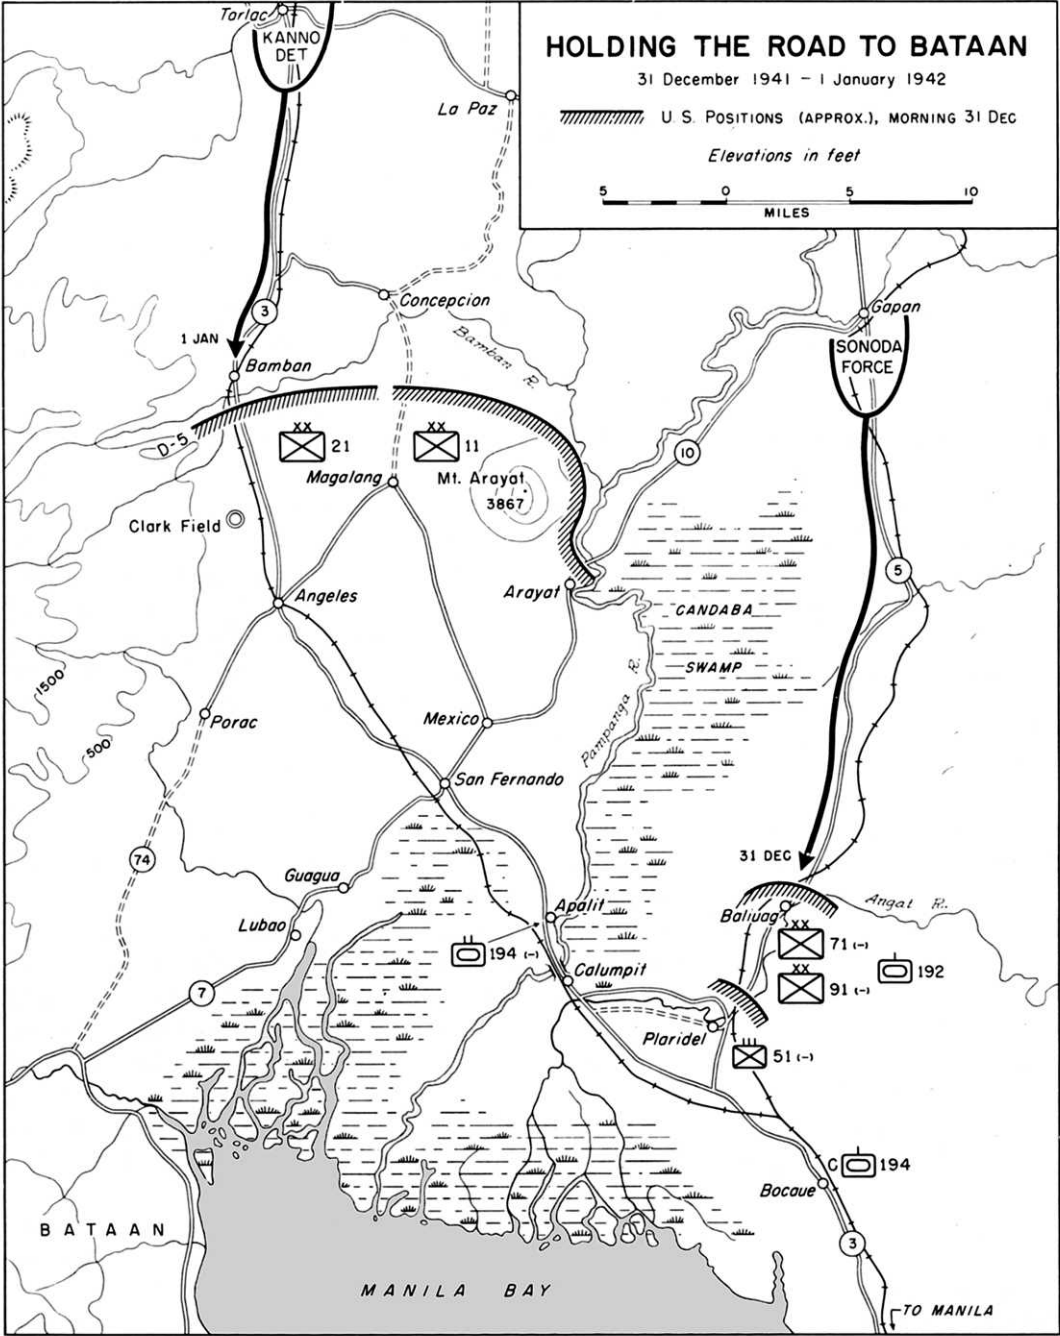 HOLDING THE ROAD TO BATAAN
31 December 1941 – 1 January 1942
U.S. POSITIONS (APPROX.), MORNING 31 DEC
Elevations in feet
5 0 5 10
MILES
Tarlac
KANNO
DET
La Paz
3
Concepcion
Gapan
1 JAN
Bamban
Bamban R.
SONODA
FORCE
D-5
XX
21
XX
11
10
Magalang
Mt. Arayat
3867
Clark Field
5
Angeles
Arayat
CANDABA
SWAMP
1500
500
Porac
Mexico
Pampanga R.
San Fernando
74
31 DEC
Guagua
Apalit
Baliuag
Angat R.
Lubao
194 (-)
XX
71 (-)
192
Calumpit
XX
91 (-)
7
Plaridel
51 (-)
C 194
Bocaue
BATAAN
3
MANILA BAY
TO MANILA